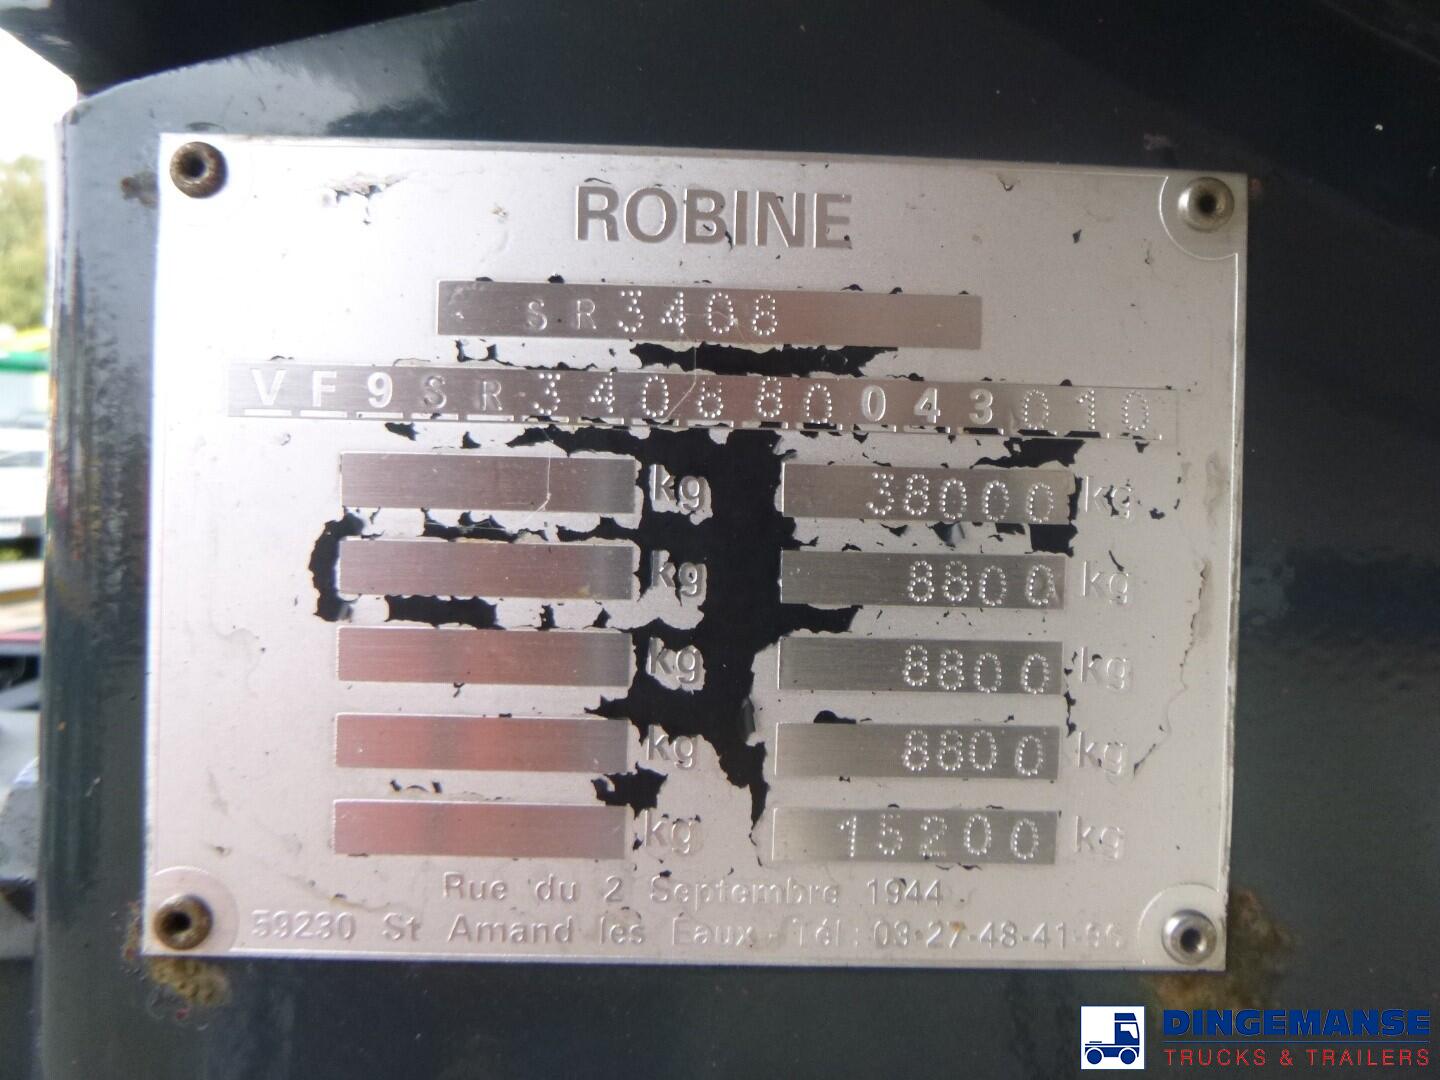 ROBINE
SR3408
VF9SR340880043010
kg 38000 kg
kg 8800 kg
kg 8800 kg
kg 8800 kg
kg 15200 kg
Rue du 2 Septembre 1944
59230 St Amand les Eaux - Tél: 03-27-48-41-96
DINGEMANSE
TRUCKS & TRAILERS